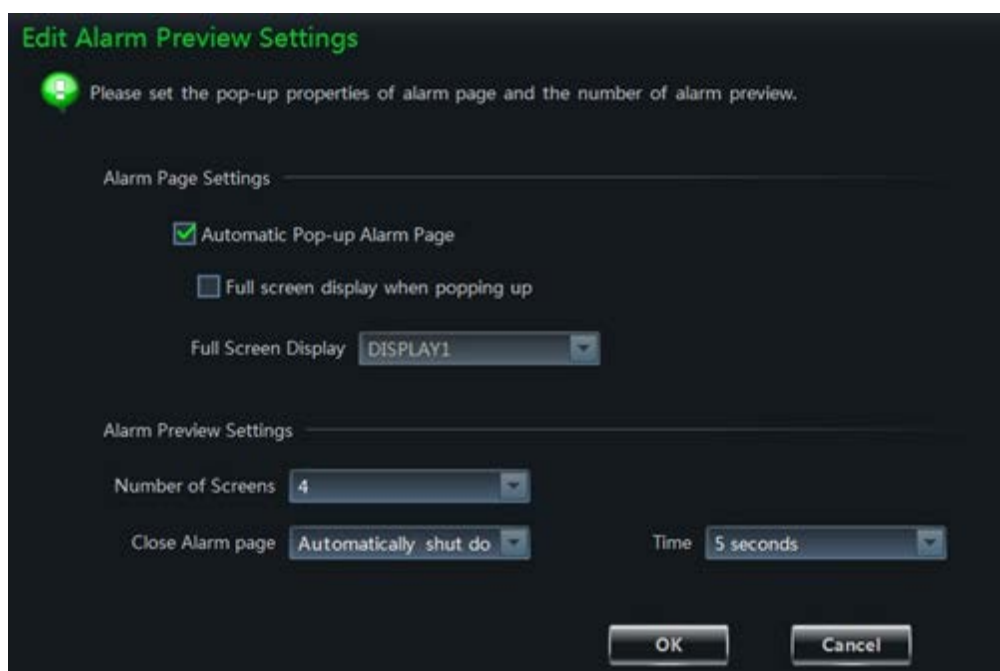 Edit Alarm Preview Settings
Please set the pop-up properties of alarm page and the number of alarm preview.
Alarm Page Settings
Automatic Pop-up Alarm Page
Full screen display when popping up
Full Screen Display DISPLAY1
Alarm Preview Settings
Number of Screens 4
Close Alarm page Automatically shut do Time 5 seconds
OK Cancel